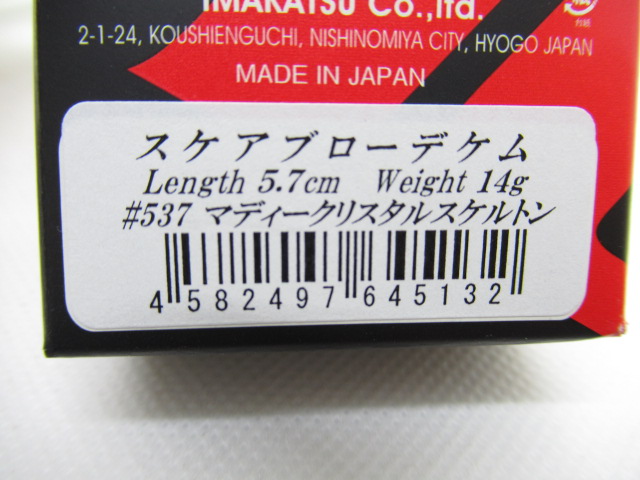 IMAKATSU Co.,ltd.
2-1-24, KOUSHIENGUCHI, NISHINOMIYA CITY, HYOGO JAPAN
MADE IN JAPAN
スケアブローデケム
Length 5.7cm Weight 14g
#537 マディークリスタルスケルトン
4 582497 645132